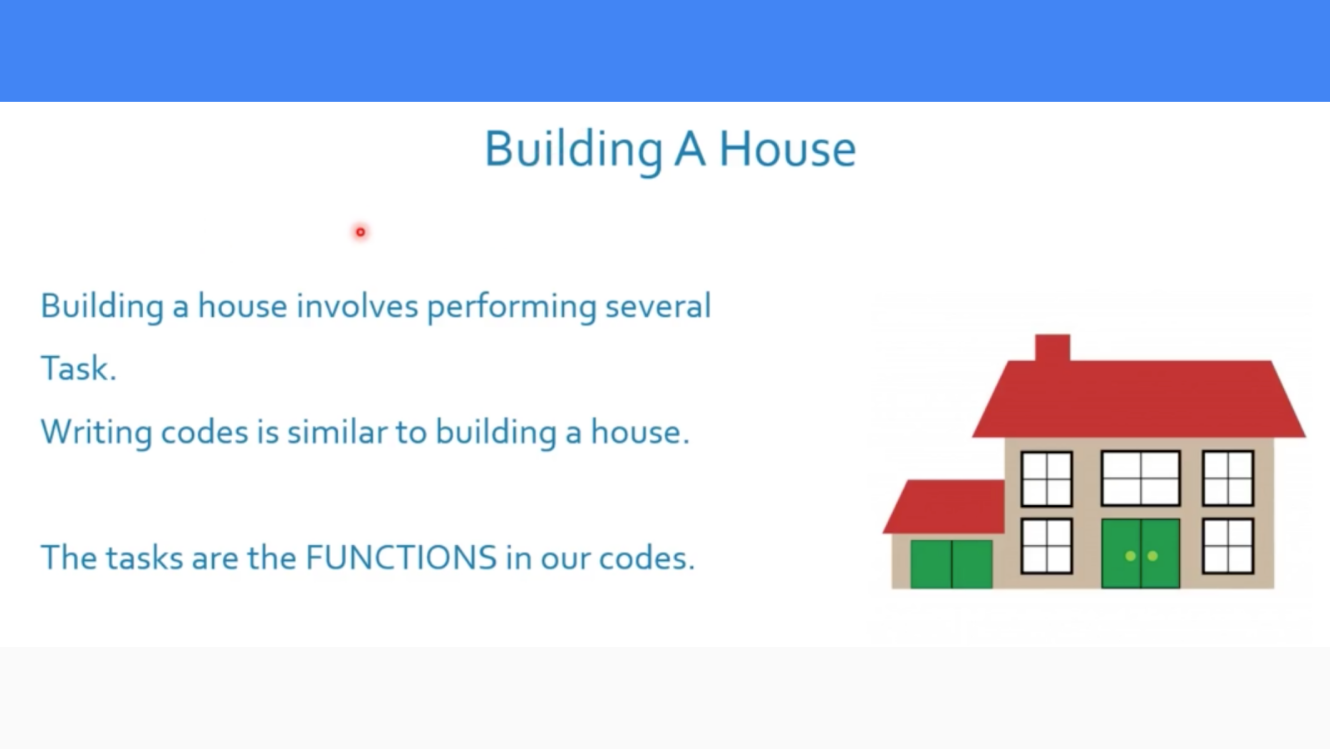 Building A House
Building a house involves performing several
Task.
Writing codes is similar to building a house.
The tasks are the FUNCTIONS in our codes.